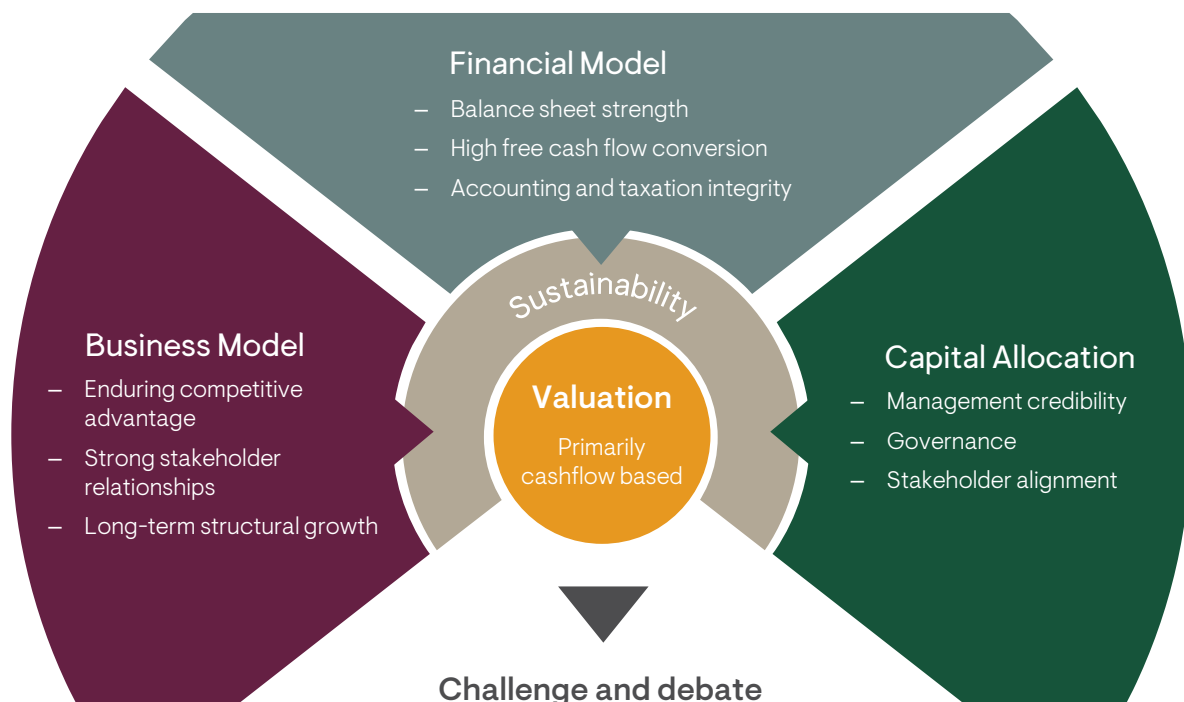 Financial Model
– Balance sheet strength
– High free cash flow conversion
– Accounting and taxation integrity
Sustainability
Business Model
– Enduring competitive
advantage
– Strong stakeholder
relationships
– Long-term structural growth
Valuation
Primarily
cashflow based
Capital Allocation
– Management credibility
– Governance
– Stakeholder alignment
Challenge and debate